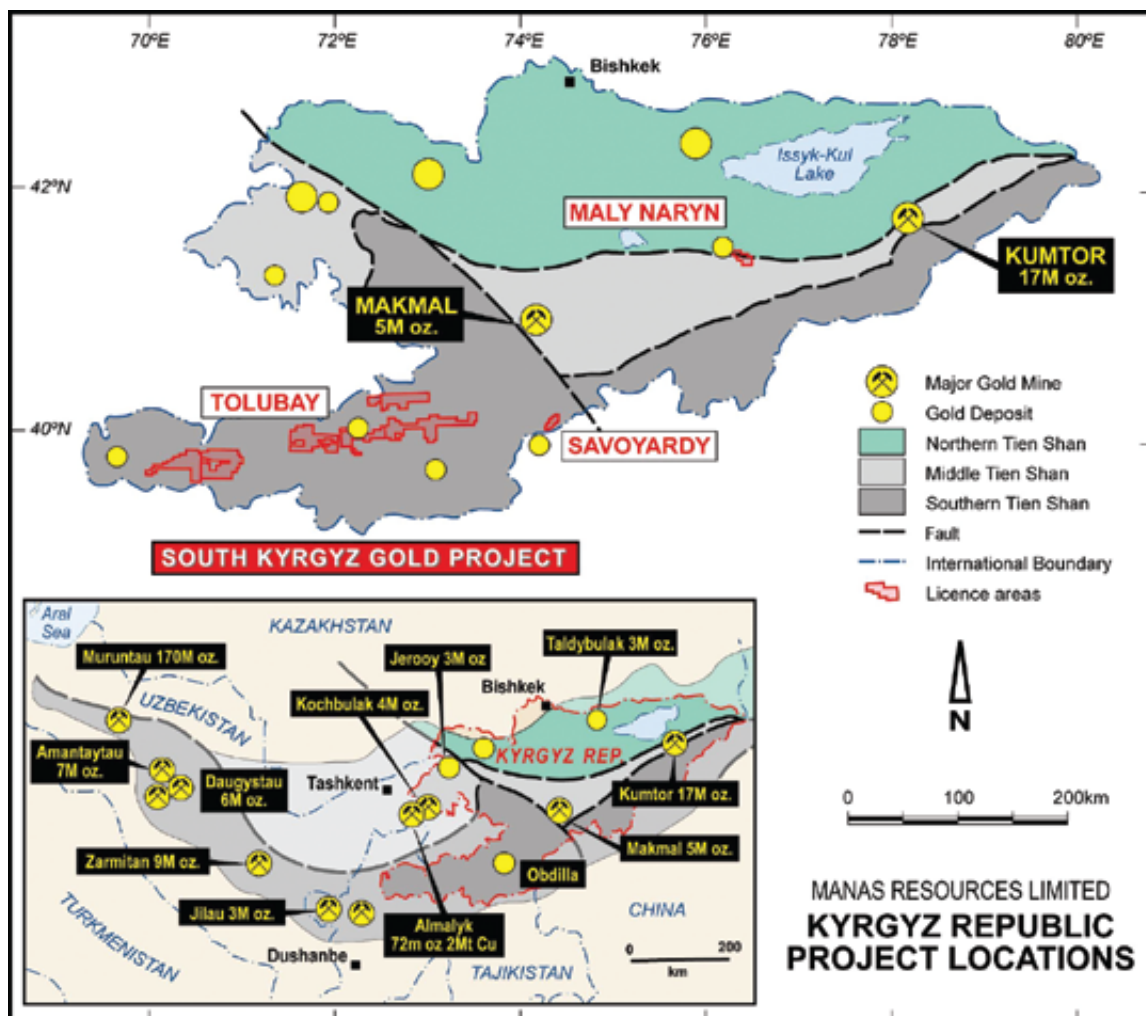 70°E
72°E
74°E
76°E
78°E
80°E
Bishkek
Issyk-Kul
Lake
42°N
MALY NARYN
KUMTOR
17M oz.
MAKMAL
5M oz.
TOLUBAY
40°N
SAVOYARDY
SOUTH KYRGYZ GOLD PROJECT
Major Gold Mine
Gold Deposit
Northern Tien Shan
Middle Tien Shan
Southern Tien Shan
Fault
International Boundary
Licence areas
N
0 100 200km
MANAS RESOURCES LIMITED
KYRGYZ REPUBLIC
PROJECT LOCATIONS
Aral
Sea
KAZAKHSTAN
Muruntau 170M oz.
Jerooy 3M oz
Taldybulak 3M oz.
Bishkek
Kochbulak 4M oz.
UZBEKISTAN
KYRGYZ REP.
Amantaytau
7M oz.
Daugystau
6M oz.
Tashkent
Kumtor 17M oz.
Makmal 5M oz.
Zarmitan 9M oz.
Obdilla
Jilau 3M oz.
Almalyk
72m oz 2Mt Cu
CHINA
TURKMENISTAN
Dushanbe
TAJIKISTAN
0 200
km